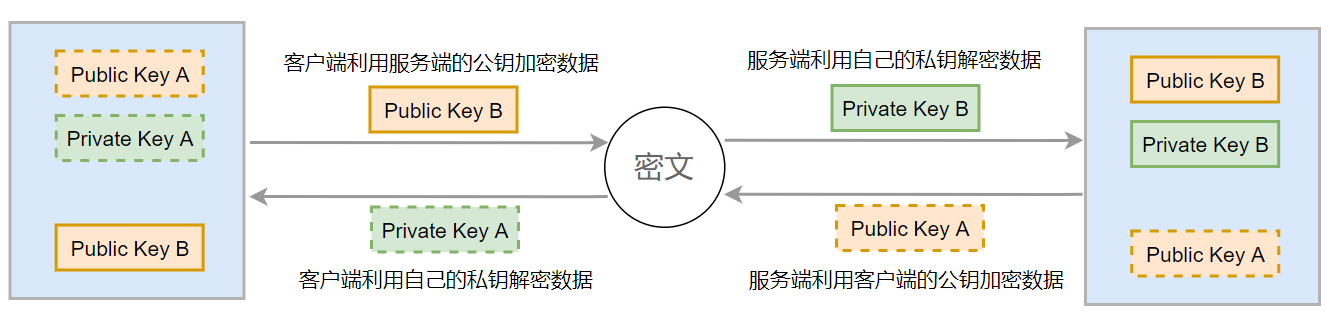 Public Key A
Private Key A
Public Key B
客户端利用服务端的公钥加密数据
Public Key B
Private Key A
客户端利用自己的私钥解密数据
密文
服务端利用自己的私钥解密数据
Private Key B
Public Key A
服务端利用客户端的公钥加密数据
Public Key B
Private Key B
Public Key A